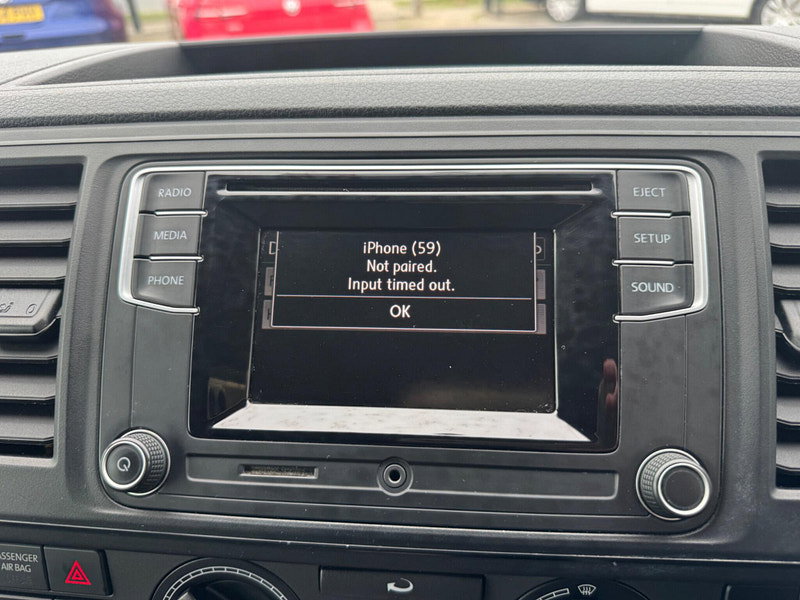 RADIO
MEDIA
PHONE
EJECT
SETUP
SOUND
iPhone (59)
Not paired.
Input timed out.
OK
PASSENGER
AIR BAG